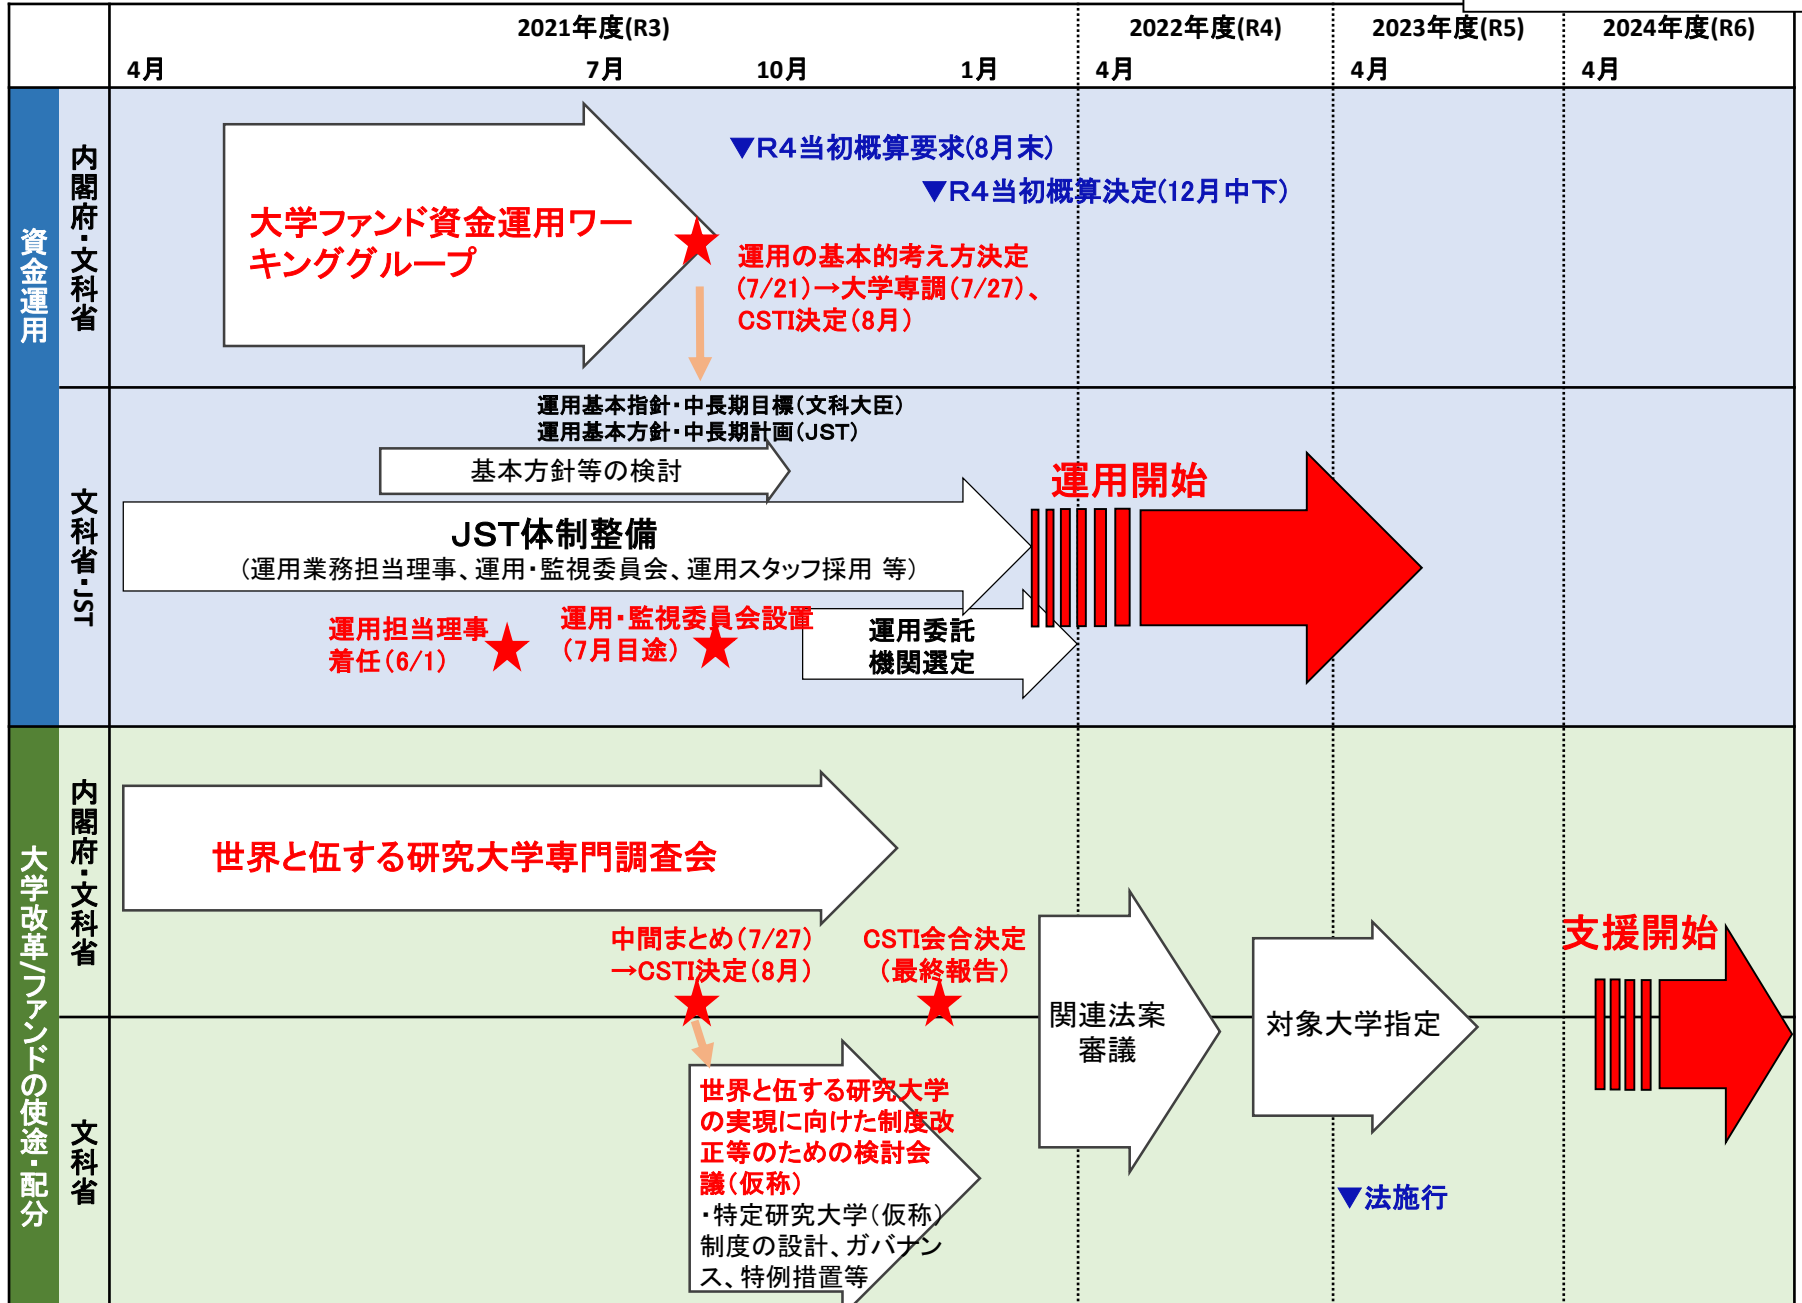 2021年度(R3)
2022年度(R4)
2023年度(R5)
2024年度(R6)
4月
7月
10月
1月
4月
4月
4月
資金運用
内閣府・文科省
大学ファンド資金運用ワー
キンググループ
▼R4当初概算要求(8月末)
▼R4当初概算決定(12月中下)
運用の基本的考え方決定
(7/21)→大学専調(7/27)、
CSTI決定(8月)
文科省・JST
運用基本指針・中長期目標(文科大臣)
運用基本方針・中長期計画(JST)
基本方針等の検討
JST体制整備
(運用業務担当理事、運用・監視委員会、運用スタッフ採用 等)
運用開始
運用担当理事
着任(6/1)
運用・監視委員会設置
(7月目途)
運用委託
機関選定
大学改革/ファンドの使途・配分
内閣府・文科省
世界と伍する研究大学専門調査会
中間まとめ(7/27)
→CSTI決定(8月)
CSTI会合決定
(最終報告)
関連法案
審議
対象大学指定
支援開始
文科省
世界と伍する研究大学
の実現に向けた制度改
正等のための検討会
議(仮称)
・特定研究大学(仮称)
制度の設計、ガバナン
ス、特例措置等
▼法施行